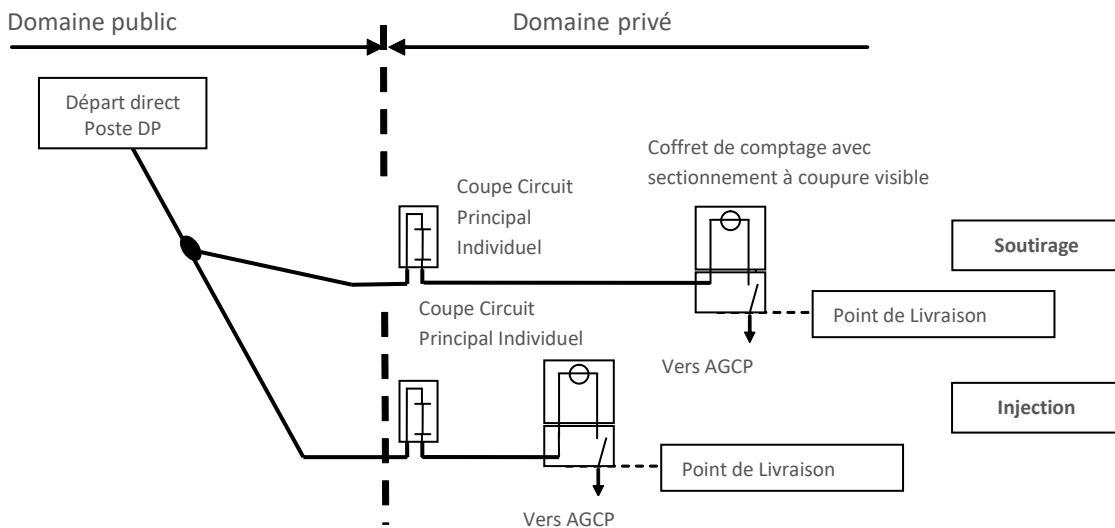 Domaine public
Domaine privé
Départ direct
Poste DP
Coffret de comptage avec
sectionnement à coupure visible
Coupe Circuit
Principal
Individuel
Soutirage
Coupe Circuit
Principal Individuel
Point de Livraison
Vers AGCP
Injection
Point de Livraison
Vers AGCP